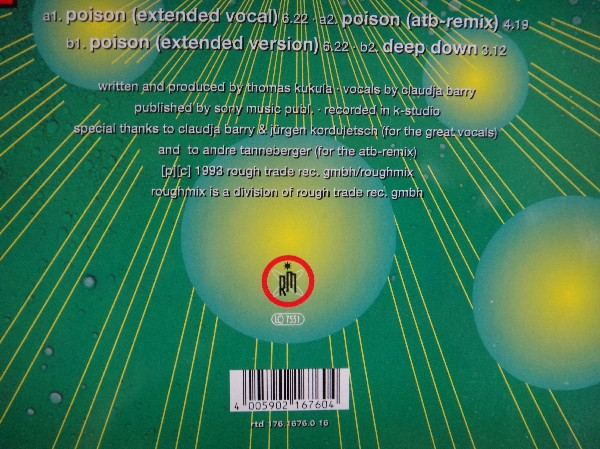 a1. poison (extended vocal) 6.22 · a2. poison (atb-remix) 4.19
b1. poison (extended version) 6.22 · b2. deep down 3.12
written and produced by thomas kukula · vocals by claudja barry
published by sony music publ. · recorded in k-studio
special thanks to claudja barry & jürgen korduletsch (for the great vocals)
and to andre tanneberger (for the atb-remix)
[p][c] 1993 rough trade rec. gmbh/roughmix
roughmix is a division of rough trade rec. gmbh
RM
LC 7551
4 005902 167604
rtd 176.1676.0 16